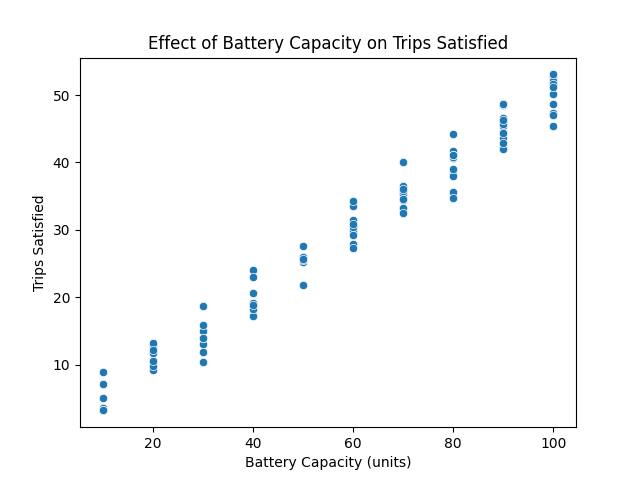 Effect of Battery Capacity on Trips Satisfied
50
40
30
20
10
Trips Satisfied
20 40 60 80 100
Battery Capacity (units)